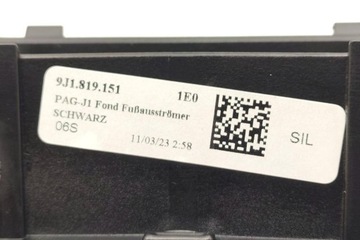 9J1.819.151 1E0
PAG-J1 Fond Fußausströmer
SCHWARZ
06S
11/03/23 2:58
SIL